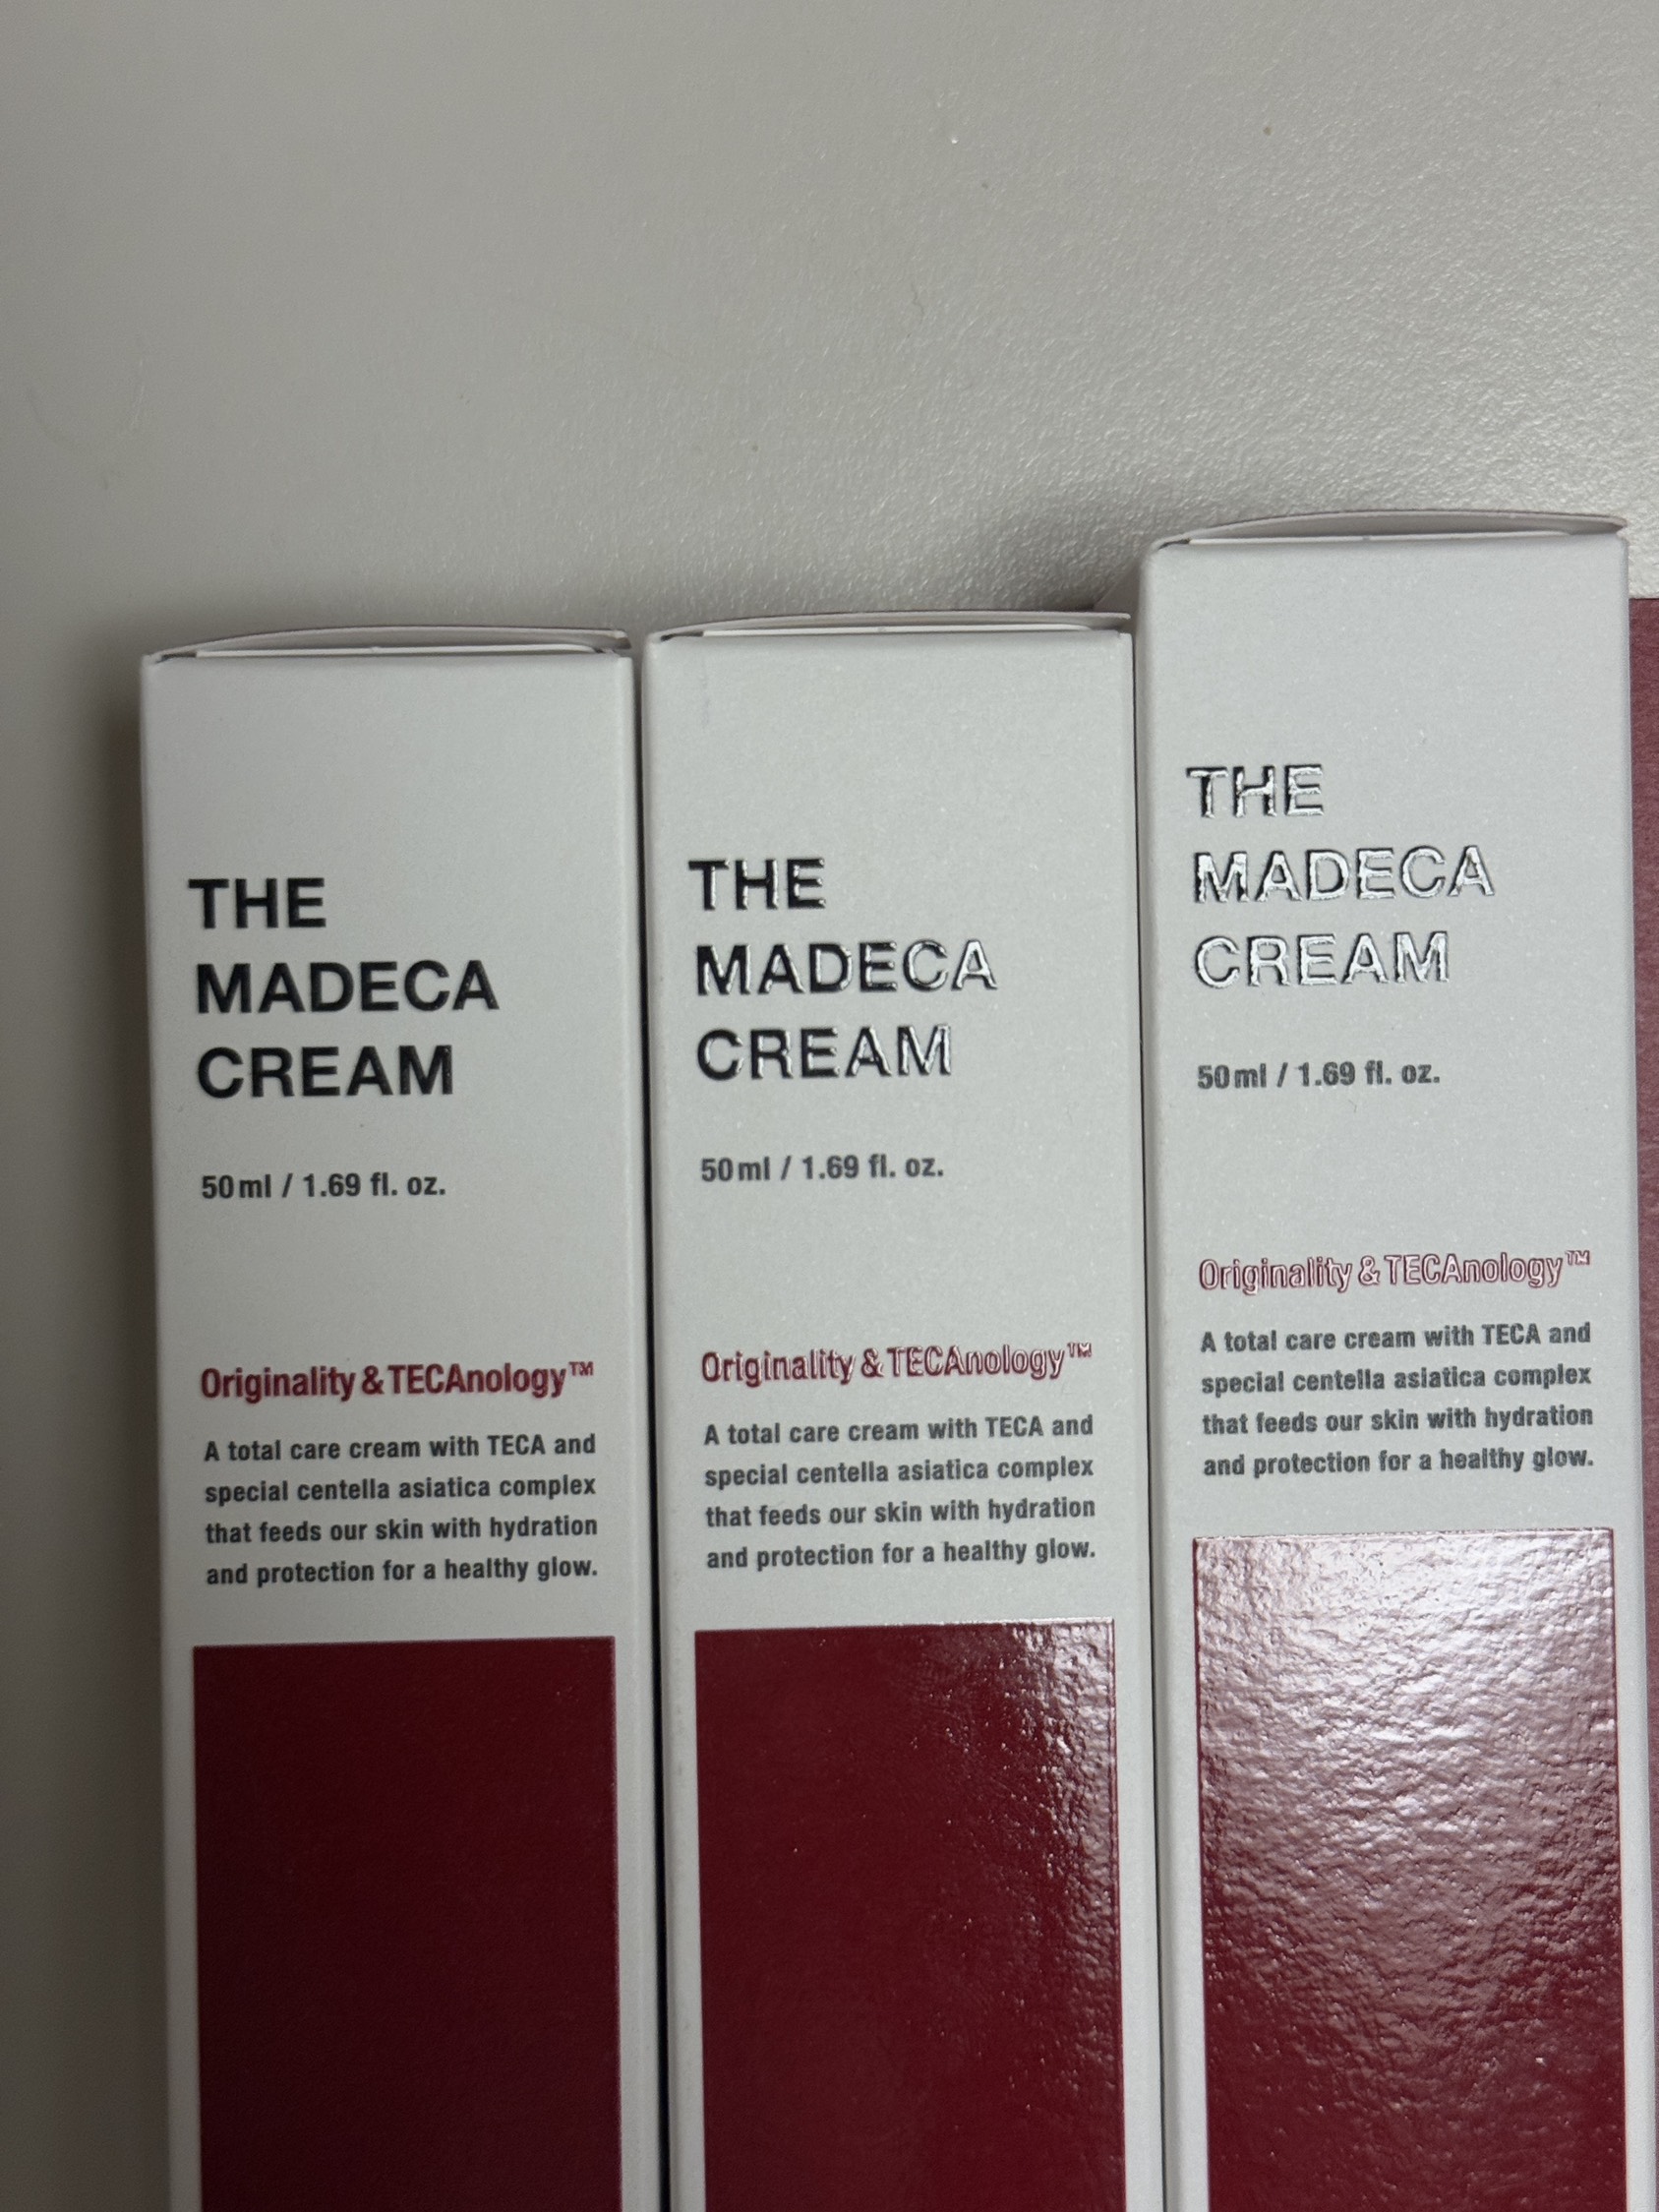 THE
MADECA
CREAM
50ml / 1.69 fl. oz.
Originality & TECAnology™
A total care cream with TECA and
special centella asiatica complex
that feeds our skin with hydration
and protection for a healthy glow.
THE
MADECA
CREAM
50ml / 1.69 fl. oz.
Originality & TECAnology™
A total care cream with TECA and
special centella asiatica complex
that feeds our skin with hydration
and protection for a healthy glow.
THE
MADECA
CREAM
50ml / 1.69 fl. oz.
Originality & TECAnology™
A total care cream with TECA and
special centella asiatica complex
that feeds our skin with hydration
and protection for a healthy glow.